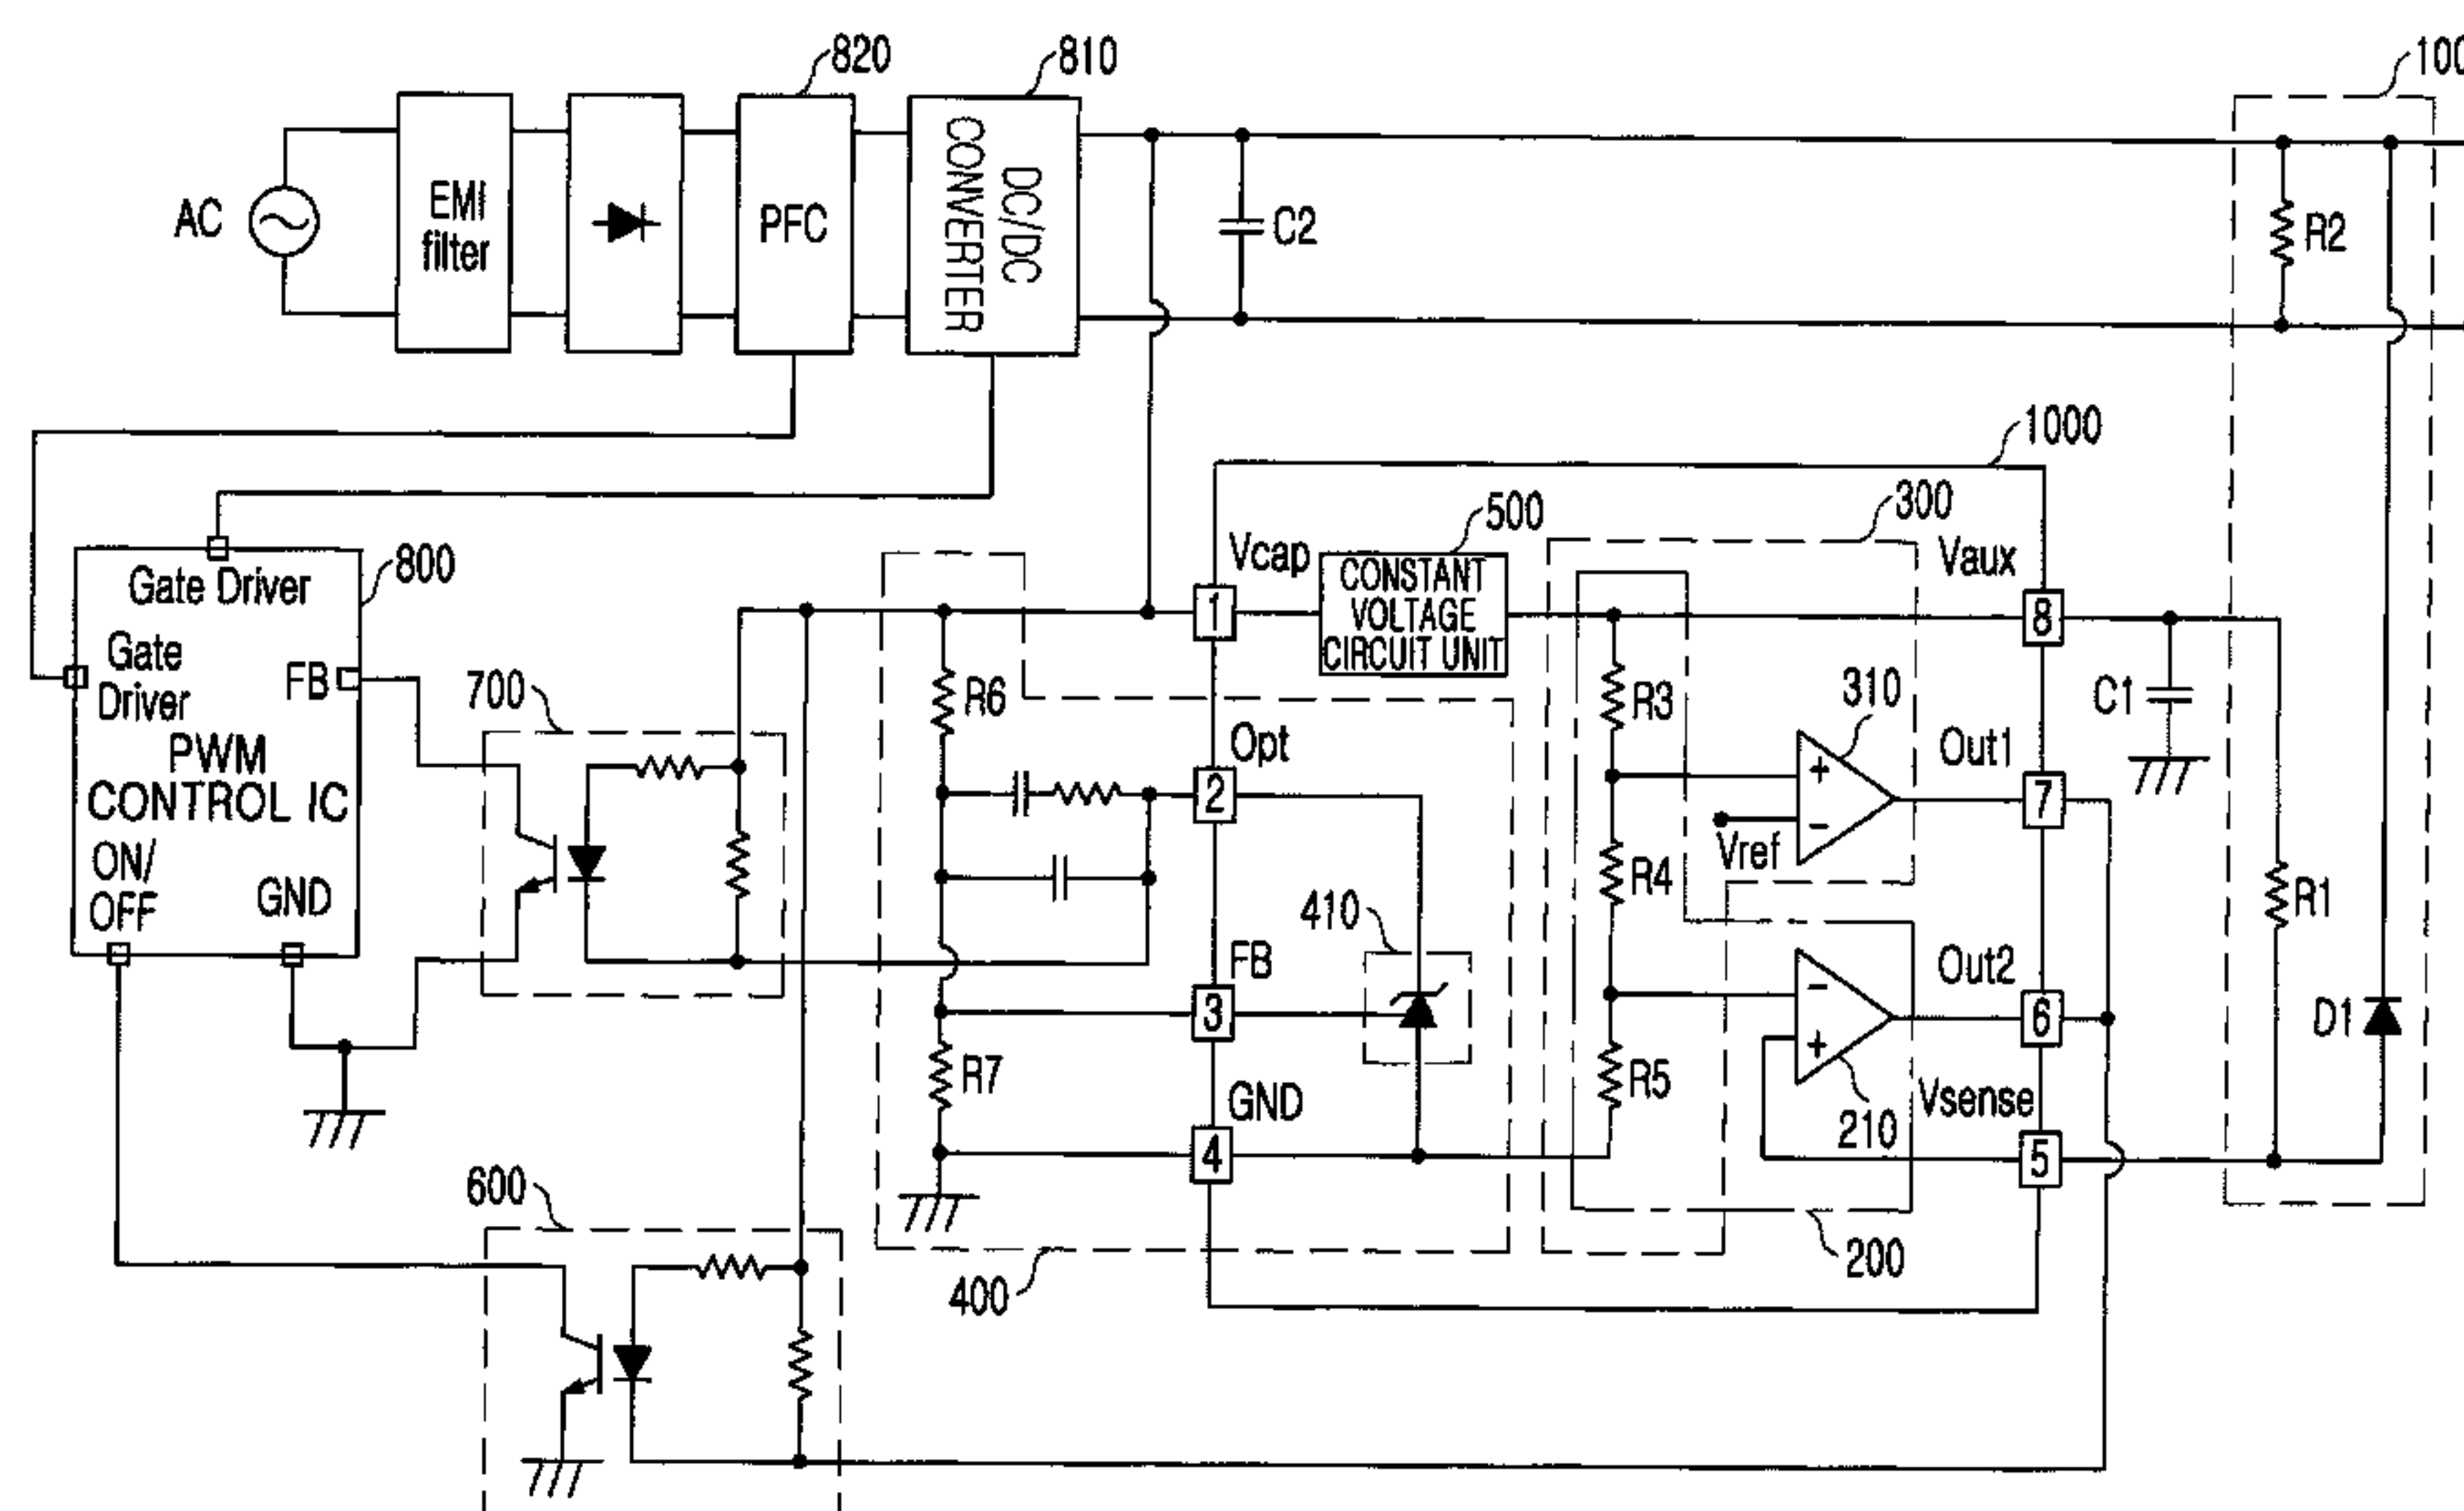 820
810
100
AC
EMI
filter
PFC
DC/DC
CONVERTER
C2
R2
1000
500
300
800
Gate Driver
Gate
Driver
FB
PWM
CONTROL IC
ON/
OFF
GND
700
Vcap
1
CONSTANT
VOLTAGE
CIRCUIT UNIT
Vaux
8
R6
R3
310
C1
Opt
2
+
-
Vref
Out1
7
R4
410
R1
FB
3
-
+
Out2
6
D1
R7
R5
GND
4
210
Vsense
5
600
400
200